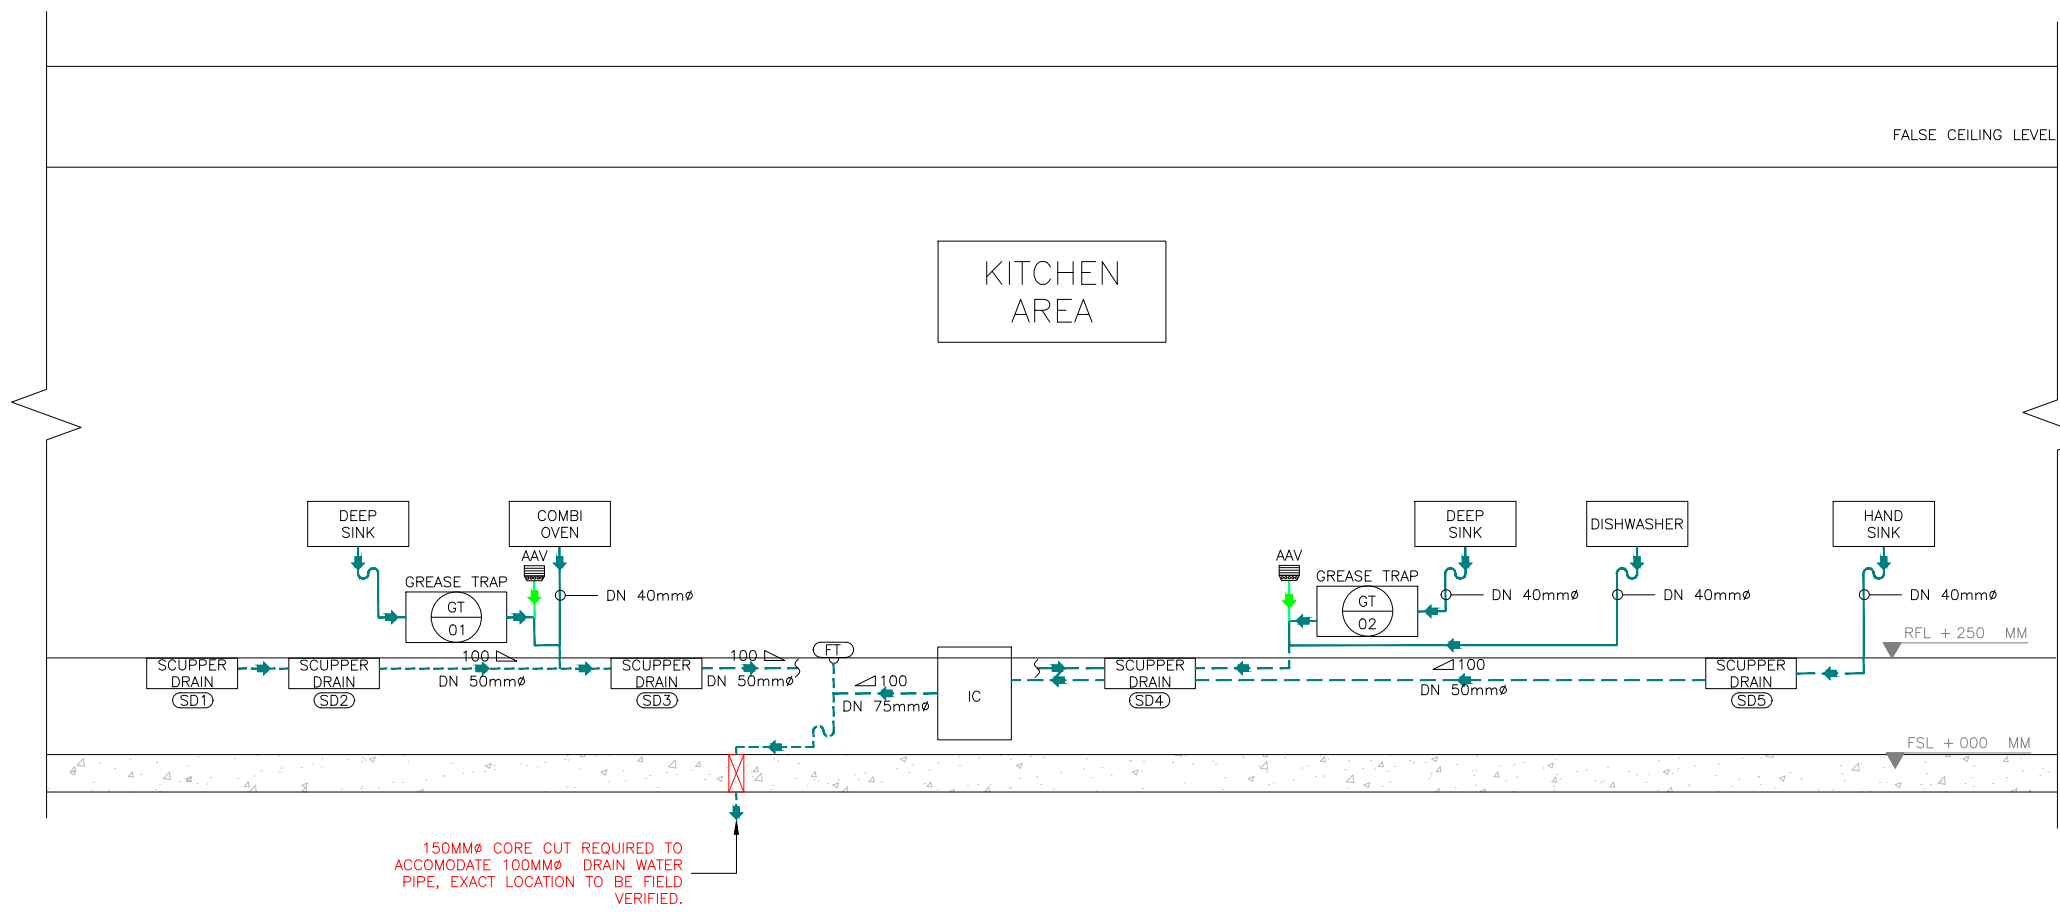 FALSE CEILING LEVEL
KITCHEN
AREA
DEEP
SINK
COMBI
OVEN
AAV
GREASE TRAP
GT
01
DN 40mmø
AAV
GREASE TRAP
GT
02
DEEP
SINK
DN 40mmø
DISHWASHER
DN 40mmø
HAND
SINK
DN 40mmø
RFL +250 MM
SCUPPER
DRAIN
SD1
SCUPPER
DRAIN
SD2
100
DN 50mmø
SCUPPER
DRAIN
SD3
100
DN 50mmø
FT
100
DN 75mmø
IC
SCUPPER
DRAIN
SD4
100
DN 50mmø
SCUPPER
DRAIN
SD5
FSL +000 MM
150MMø CORE CUT REQUIRED TO
ACCOMODATE 100MMø DRAIN WATER
PIPE, EXACT LOCATION TO BE FIELD
VERIFIED.